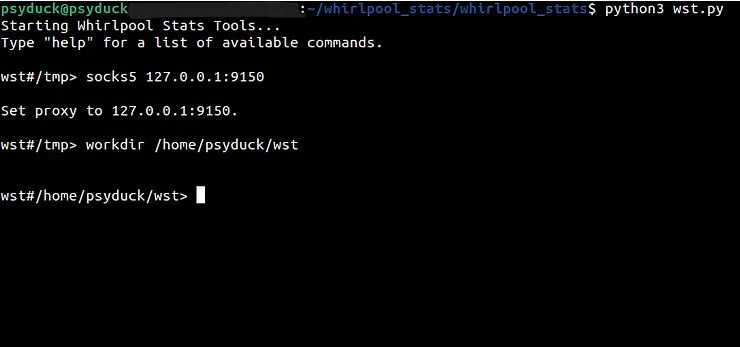 psyduck@psyduck :~/whirlpool_stats/whirlpool_stats$ python3 wst.py
Starting Whirlpool Stats Tools...
Type "help" for a list of available commands.
wst#/tmp> socks5 127.0.0.1:9150
Set proxy to 127.0.0.1:9150.
wst#/tmp> workdir /home/psyduck/wst
wst#/home/psyduck/wst>